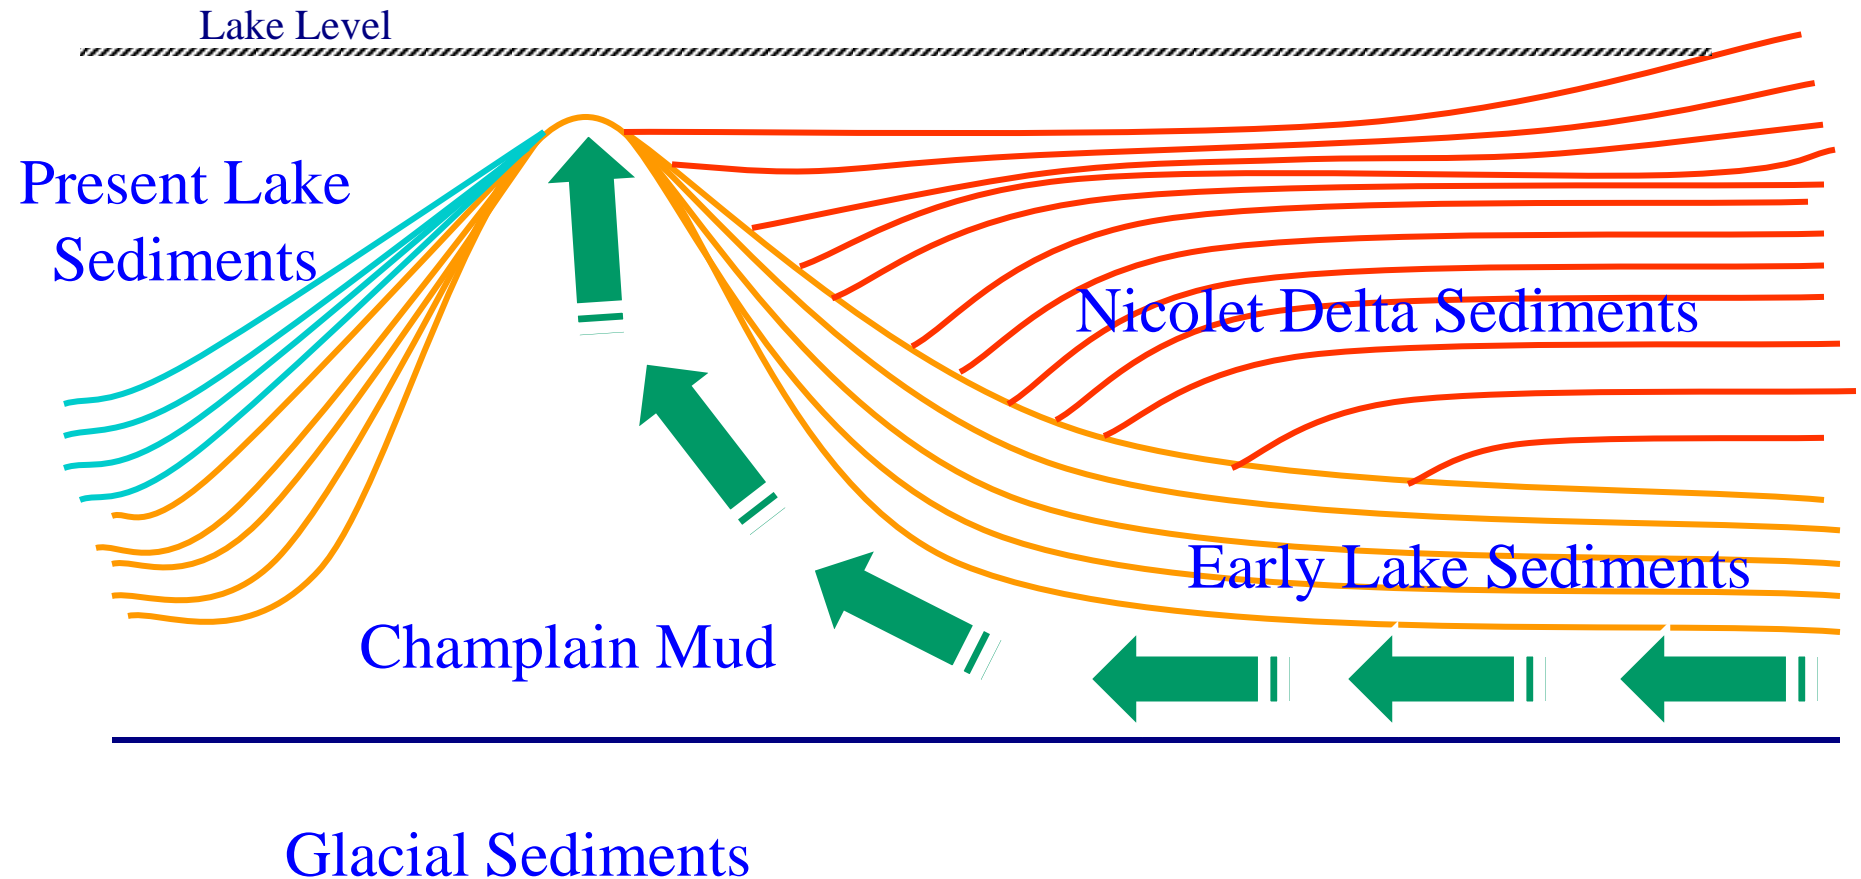 Lake Level
Present Lake
Sediments
Nicolet Delta Sediments
Early Lake Sediments
Champlain Mud
Glacial Sediments